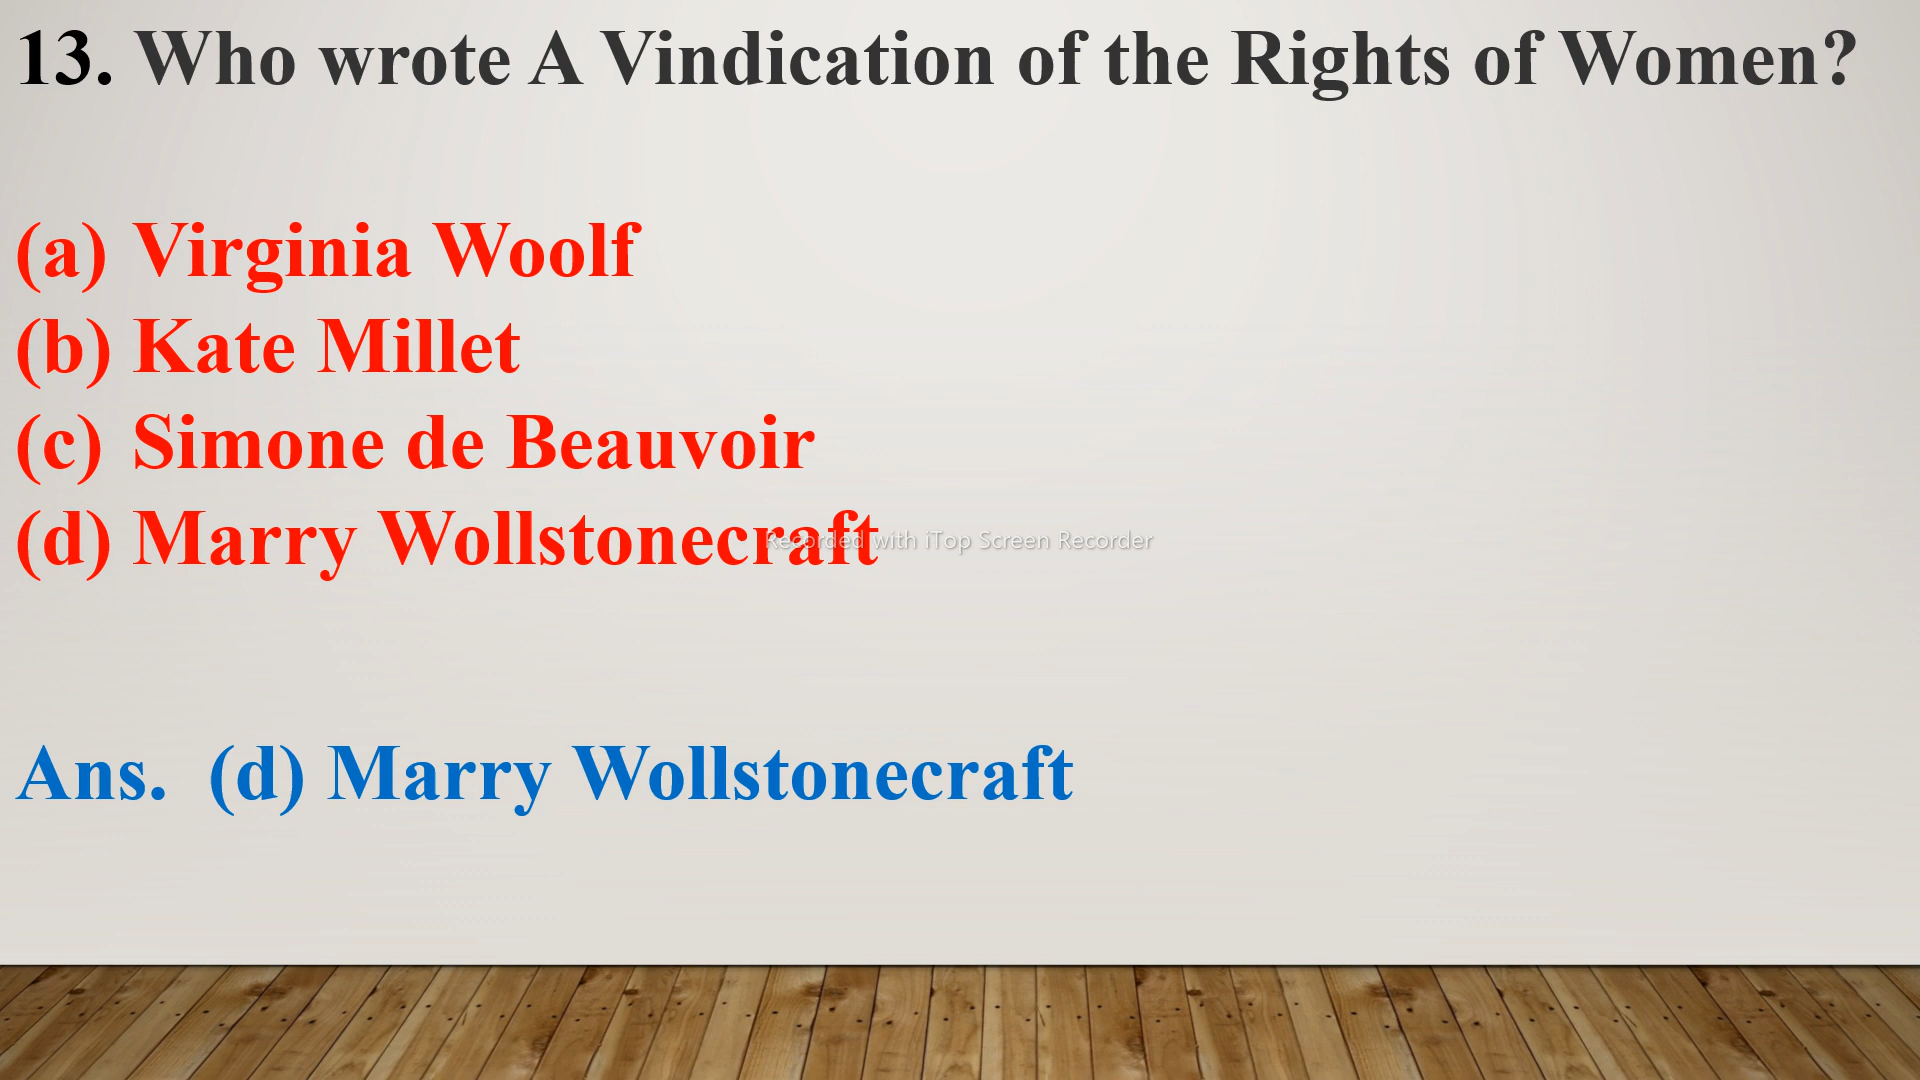 13. Who wrote A Vindication of the Rights of Women?
(a) Virginia Woolf
(b) Kate Millet
(c) Simone de Beauvoir
(d) Marry Wollstonecraft
Recorded with iTop Screen Recorder
Ans. (d) Marry Wollstonecraft